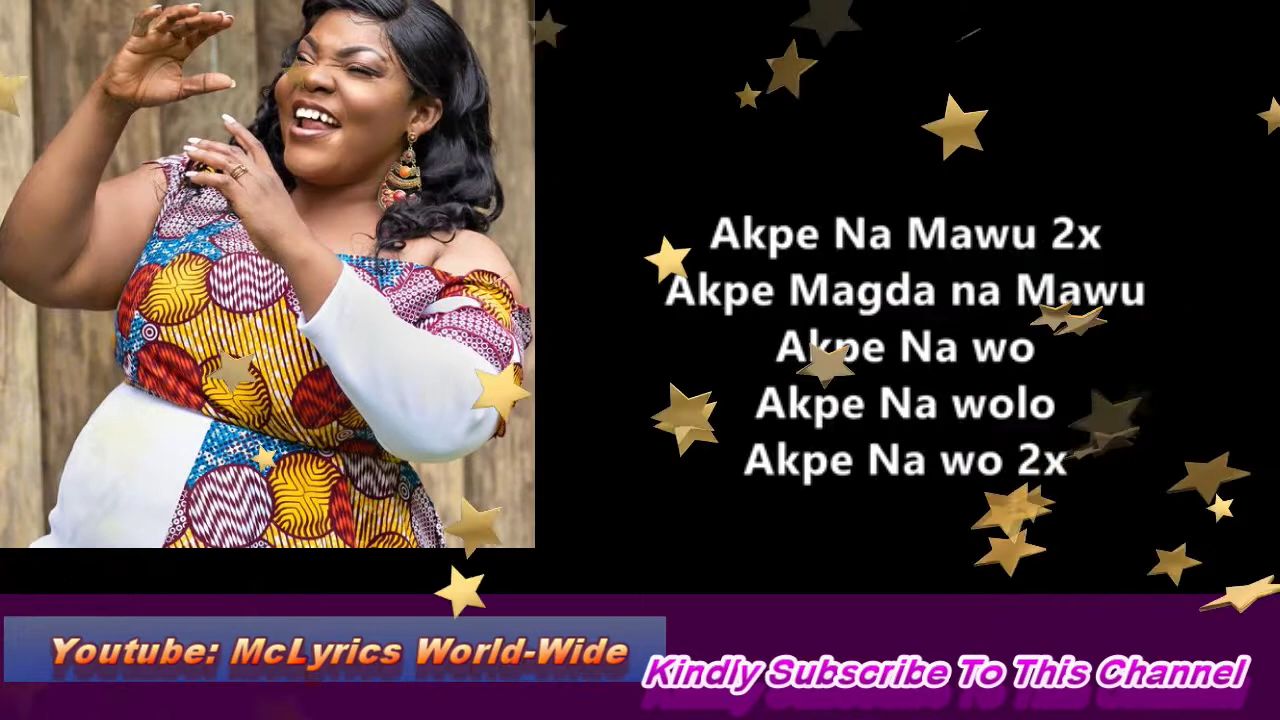 Akpe Na Mawu 2x
Akpe Magda na Mawu
Akpe Na wo
Akpe Na wolo
Akpe Na wo 2x
Youtube: McLyrics World-Wide
Kindly Subscribe To This Channel